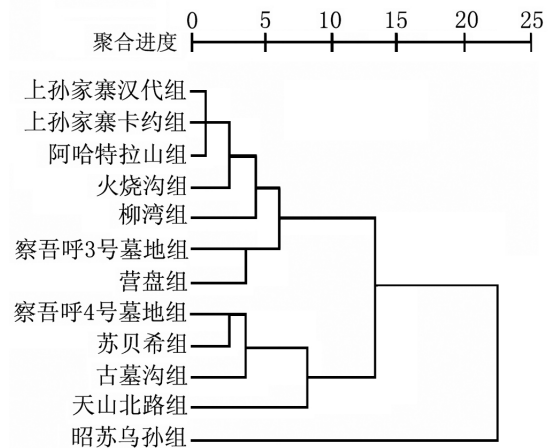 0 5 10 15 20 25
聚合进度
上孙家寨汉代组
上孙家寨卡约组
阿哈特拉山组
火烧沟组
柳湾组
察吾呼3号墓地组
营盘组
察吾呼4号墓地组
苏贝希组
古墓沟组
天山北路组
昭苏乌孙组